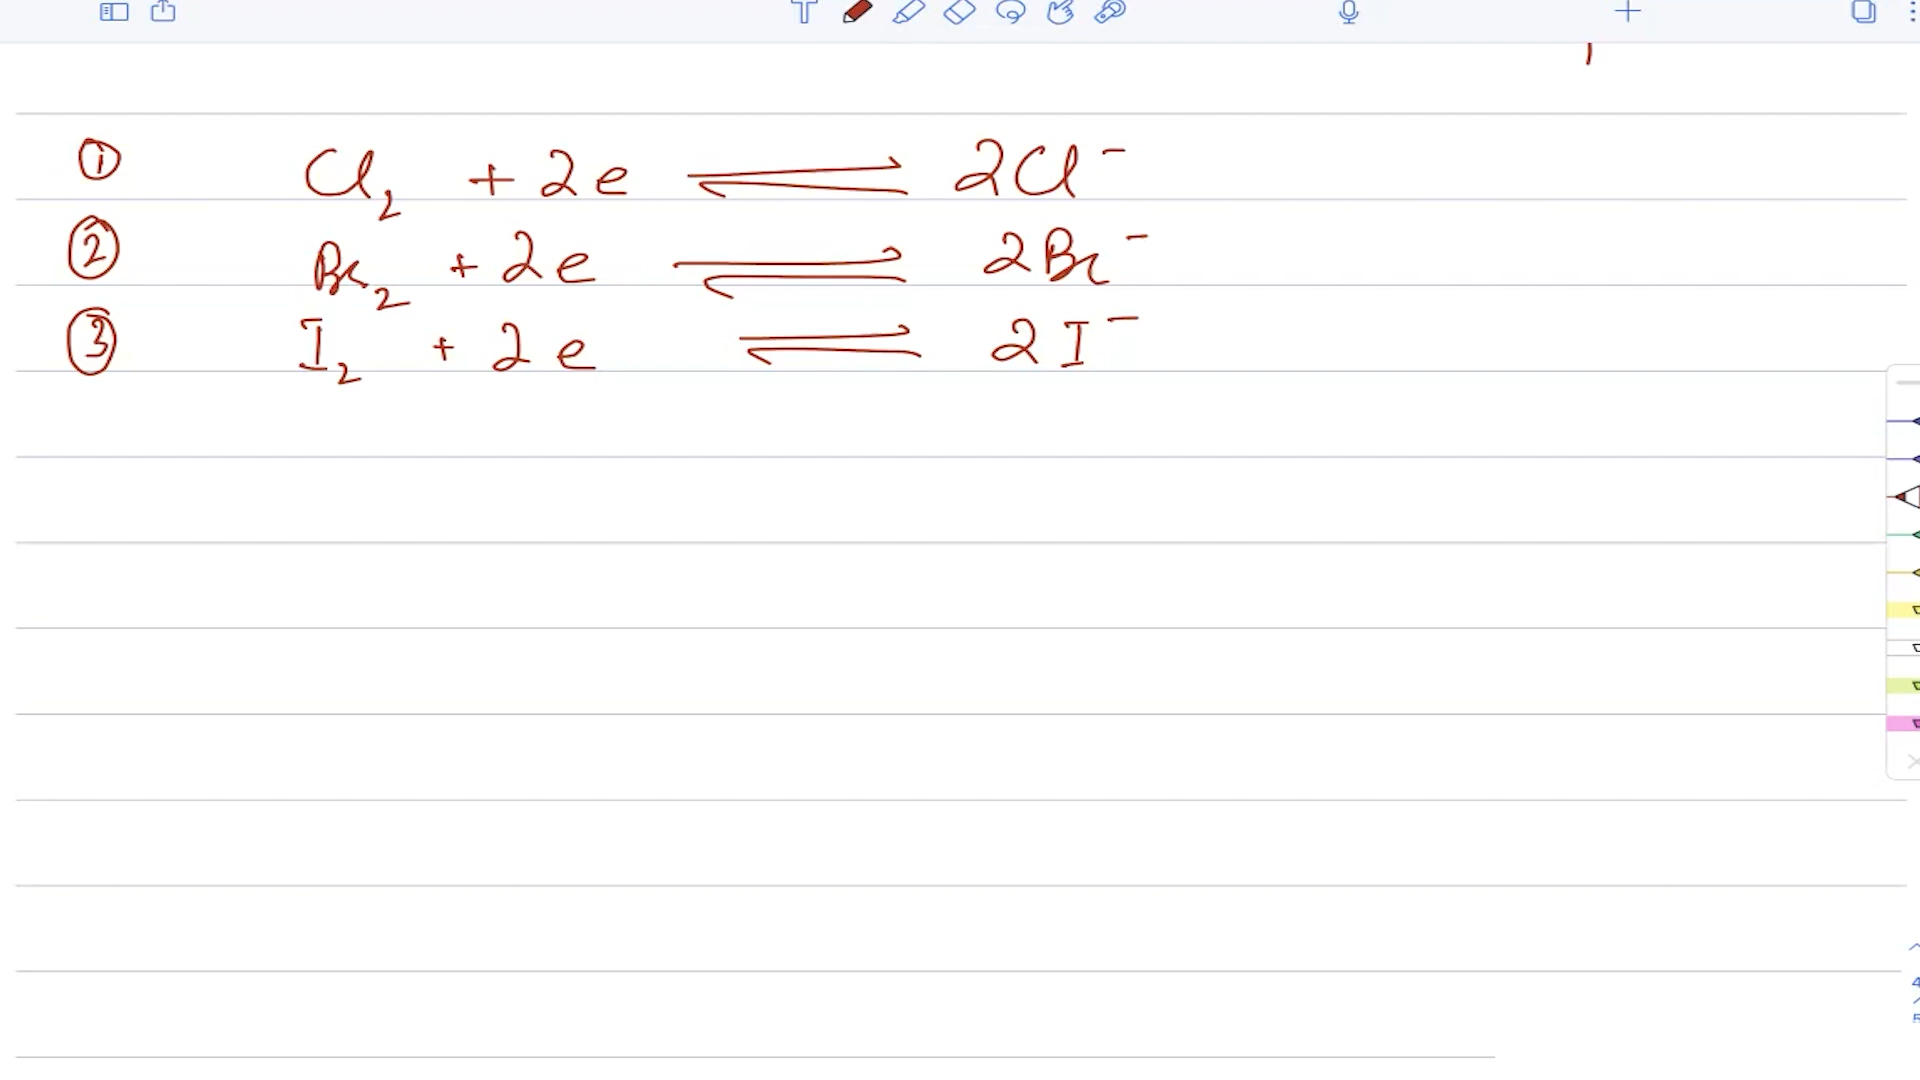 ① Cl₂ + 2e ⇌ 2Cl⁻
② Br₂ + 2e ⇌ 2Br⁻
③ I₂ + 2e ⇌ 2I⁻